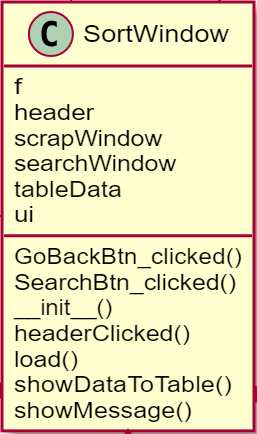 C SortWindow
f
header
scrapWindow
searchWindow
tableData
ui
GoBackBtn_clicked()
SearchBtn_clicked()
__init__()
headerClicked()
load()
showDataToTable()
showMessage()